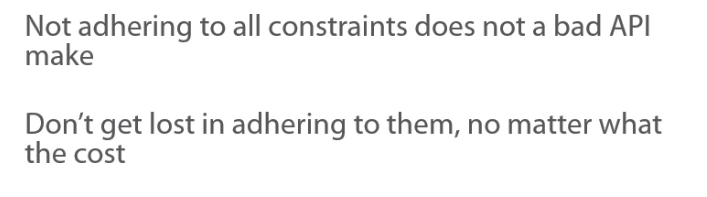 Not adhering to all constraints does not a bad API
make
Don't get lost in adhering to them, no matter what
the cost